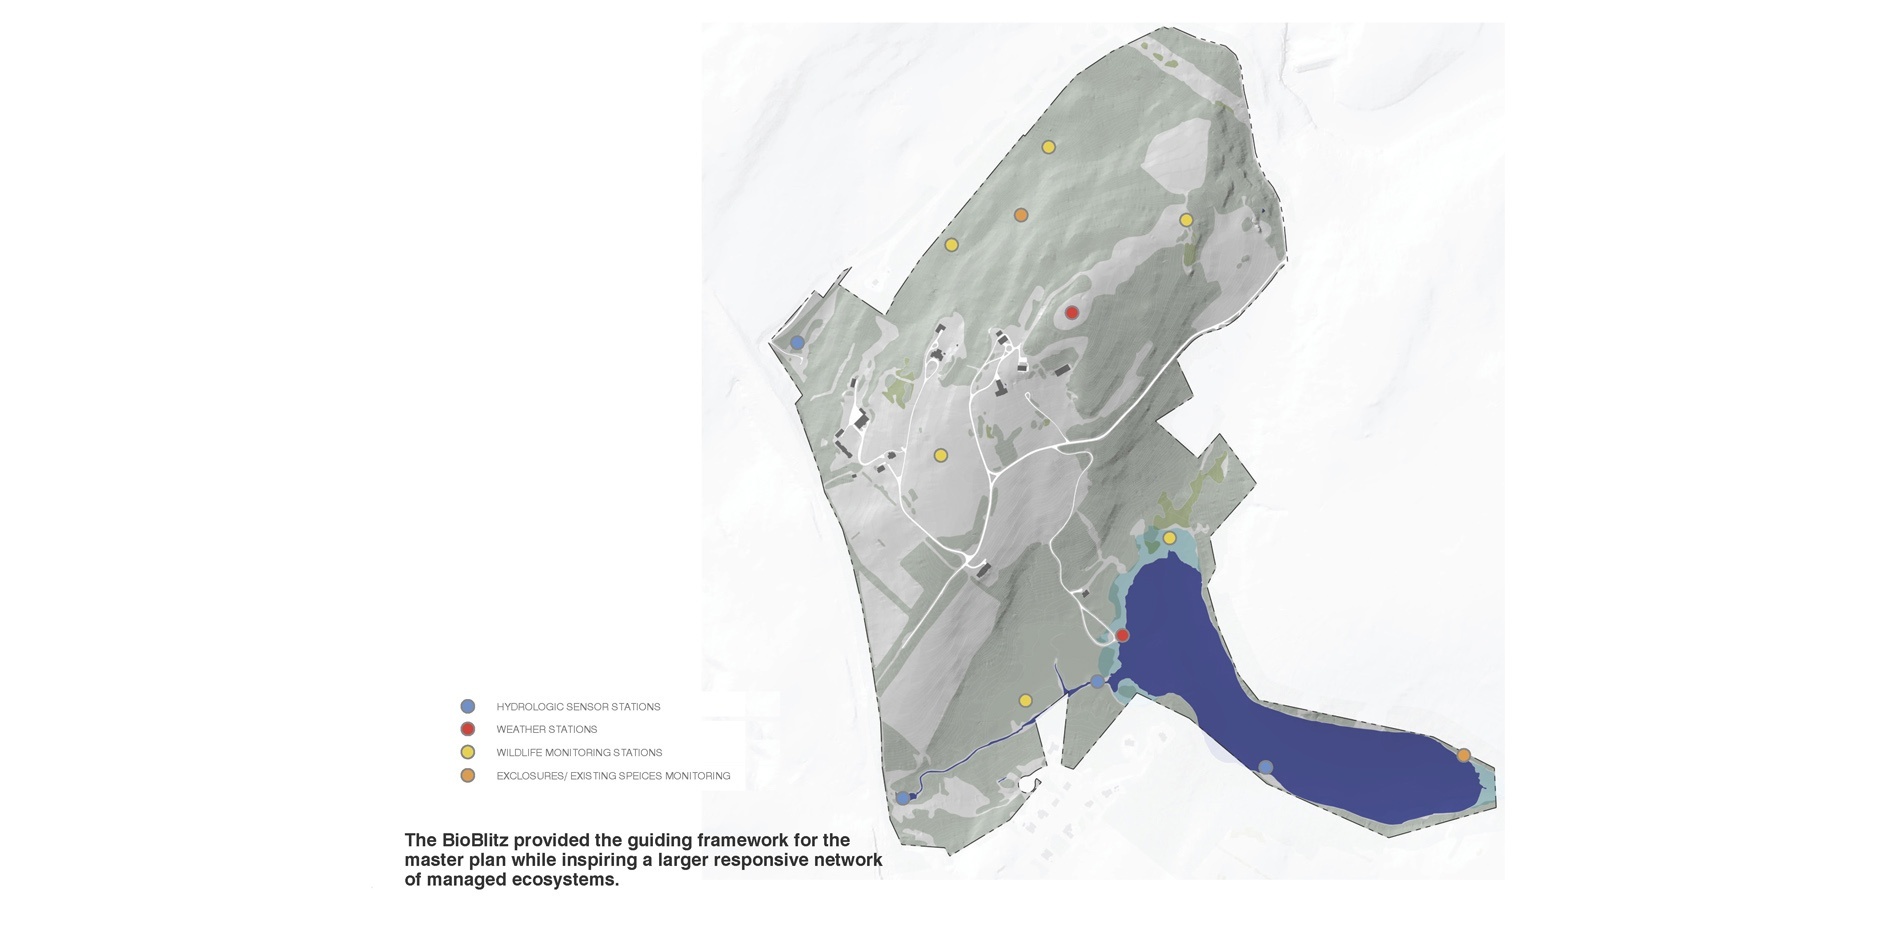 HYDROLOGIC SENSOR STATIONS
WEATHER STATIONS
WILDLIFE MONITORING STATIONS
EXCLOSURES/ EXISTING SPEICES MONITORING
The BioBlitz provided the guiding framework for the
master plan while inspiring a larger responsive network
of managed ecosystems.